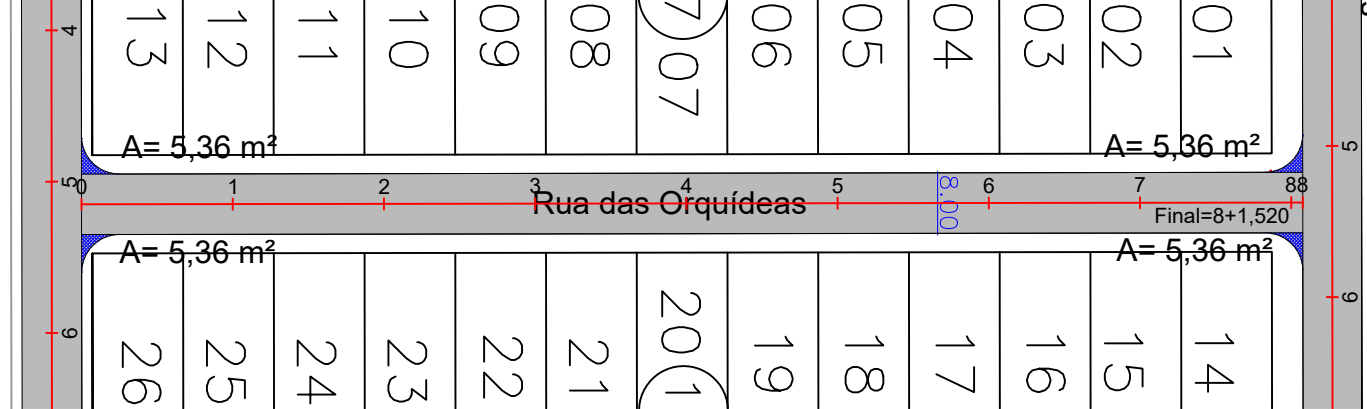 4
13 12 11 10 09 08 7 07 06 05 04 03 02 01
A= 5,36 m² A= 5,36 m²
5
5 0 1 2 3 4 5 6 7 88
Rua das Orquídeas
8.00
Final=8+1,520
A= 5,36 m² A= 5,36 m²
6
6
26 25 24 23 22 21 20 1 19 18 17 16 15 14